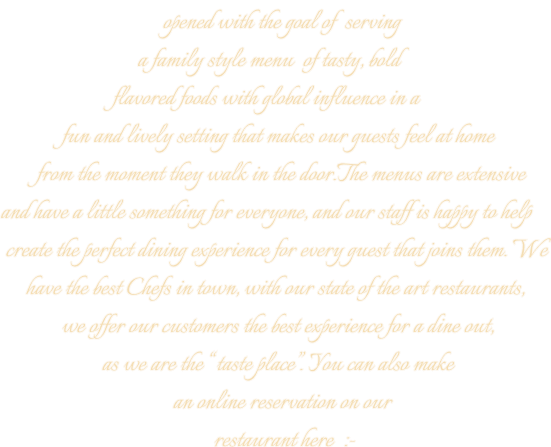 opened with the goal of serving
a family style menu of tasty, bold
flavored foods with global influence in a
fun and lively setting that makes our guests feel at home
from the moment they walk in the door.The menus are extensive
and have a little something for everyone, and our staff is happy to help
create the perfect dining experience for every guest that joins them. We
have the best Chefs in town, with our state of the art restaurants,
we offer our customers the best experience for a dine out,
as we are the “ taste place”. You can also make
an online reservation on our
restaurant here :-